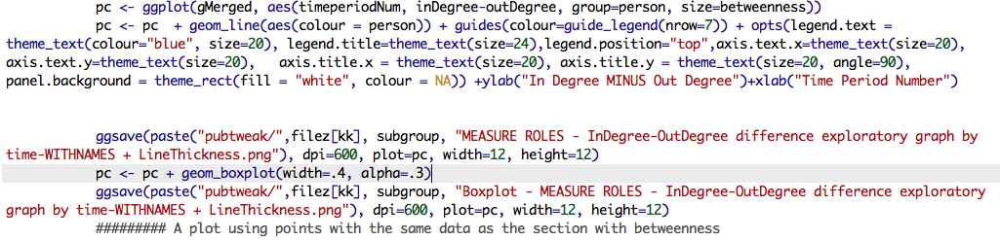 pc <- ggplot(gMerged, aes(timeperiodNum, inDegree-outDegree, group=person, size=betweenness))
pc <- pc + geom_line(aes(colour = person)) + guides(colour=guide_legend(nrow=7)) + opts(legend.text =
theme_text(colour="blue", size=20), legend.title=theme_text(size=24),legend.position="top",axis.text.x=theme_text(size=20),
axis.text.y=theme_text(size=20), axis.title.x = theme_text(size=20), axis.title.y = theme_text(size=20, angle=90),
panel.background = theme_rect(fill = "white", colour = NA)) +ylab("In Degree MINUS Out Degree")+xlab("Time Period Number")
ggsave(paste("pubtweak/",filez[kk], subgroup, "MEASURE ROLES - InDegree-OutDegree difference exploratory graph by
time-WITHNAMES + LineThickness.png"), dpi=600, plot=pc, width=12, height=12)
pc <- pc + geom_boxplot(width=.4, alpha=.3)
ggsave(paste("pubtweak/",filez[kk], subgroup, "Boxplot - MEASURE ROLES - InDegree-OutDegree difference exploratory
graph by time-WITHNAMES + LineThickness.png"), dpi=600, plot=pc, width=12, height=12)
######### A plot using points with the same data as the section with betweenness